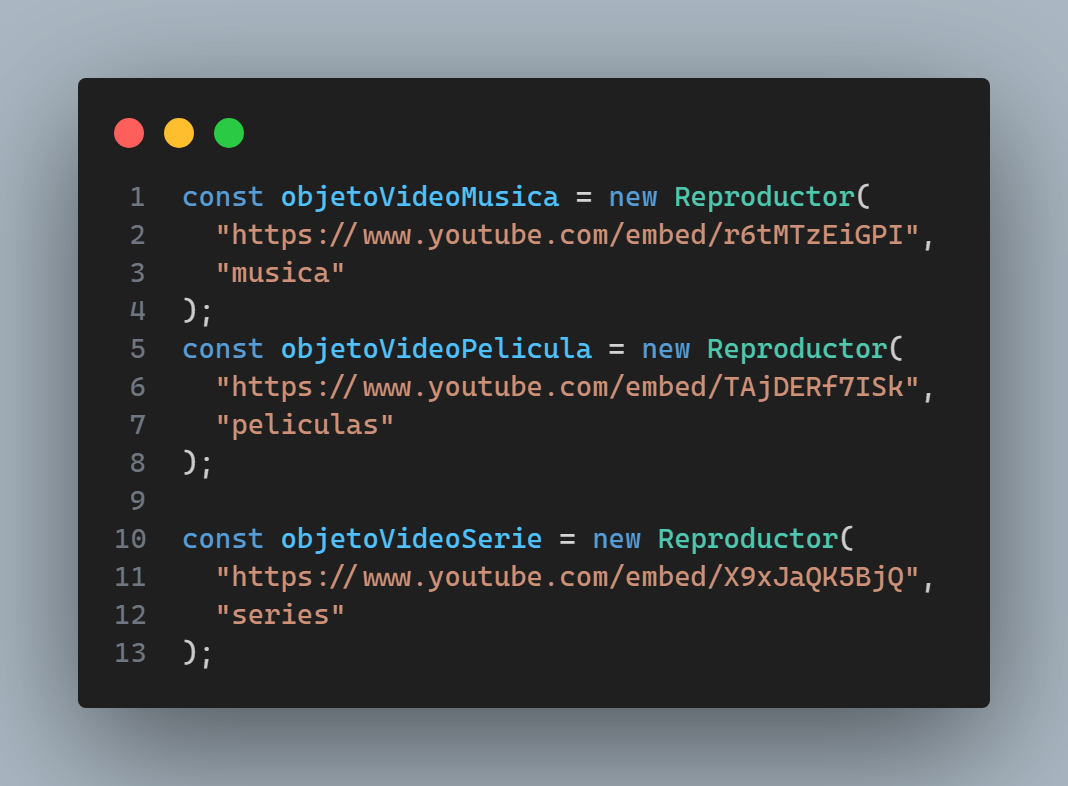 1 const objetoVideoMusica = new Reproductor(
2   "https://www.youtube.com/embed/r6tMTzEiGPI",
3   "musica"
4 );
5 const objetoVideoPelicula = new Reproductor(
6   "https://www.youtube.com/embed/TAjDERf7ISk",
7   "peliculas"
8 );
9
10 const objetoVideoSerie = new Reproductor(
11   "https://www.youtube.com/embed/X9xJaQK5BjQ",
12   "series"
13 );